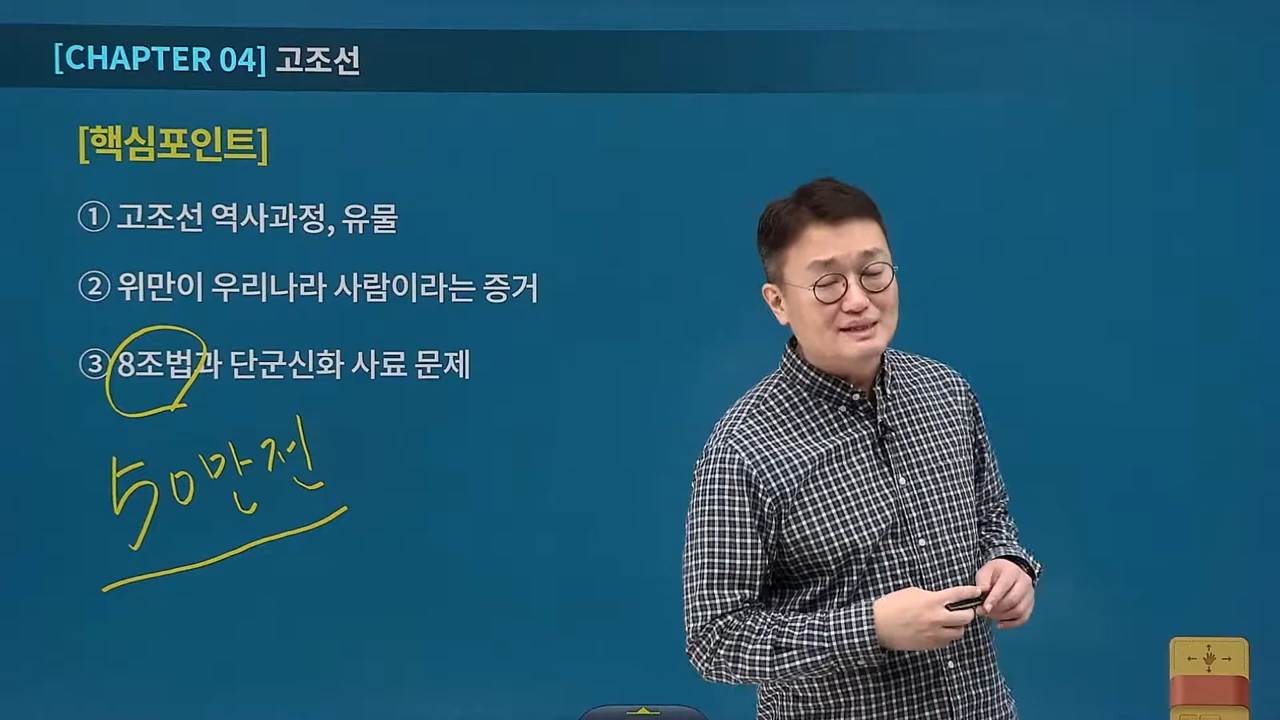 [CHAPTER 04] 고조선
[핵심포인트]
① 고조선 역사과정, 유물
② 위만이 우리나라 사람이라는 증거
③ 8조법과 단군신화 사료 문제
50만전